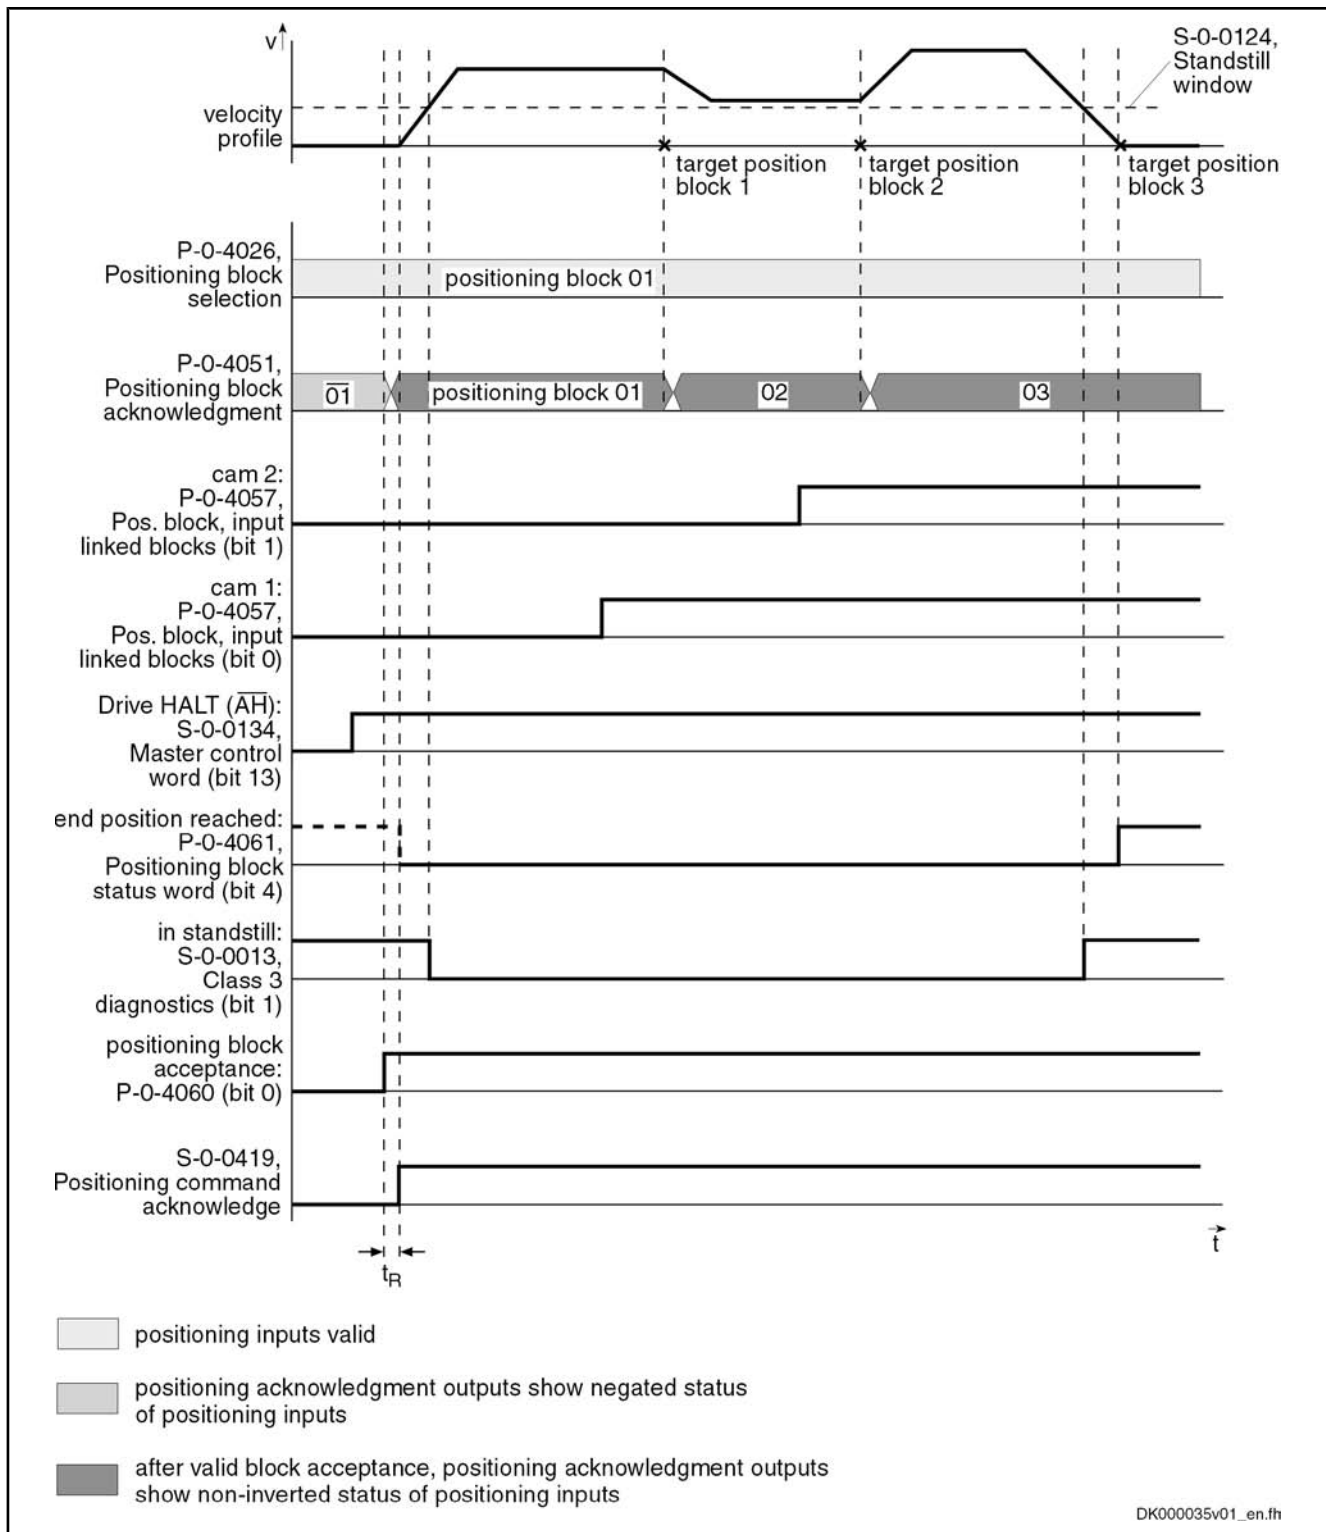 v
S-0-0124,
Standstill
window
velocity
profile
target position
block 1
target position
block 2
target position
block 3
P-0-4026,
Positioning block
selection
positioning block 01
P-0-4051,
Positioning block
acknowledgment
0̅1̅
positioning block 01
02
03
cam 2:
P-0-4057,
Pos. block, input
linked blocks (bit 1)
cam 1:
P-0-4057,
Pos. block, input
linked blocks (bit 0)
Drive HALT (A̅H̅):
S-0-0134,
Master control
word (bit 13)
end position reached:
P-0-4061,
Positioning block
status word (bit 4)
in standstill:
S-0-0013,
Class 3
diagnostics (bit 1)
positioning block
acceptance:
P-0-4060 (bit 0)
S-0-0419,
Positioning command
acknowledge
t
tR
positioning inputs valid
positioning acknowledgment outputs show negated status
of positioning inputs
after valid block acceptance, positioning acknowledgment outputs
show non-inverted status of positioning inputs
DK000035v01_en.fh